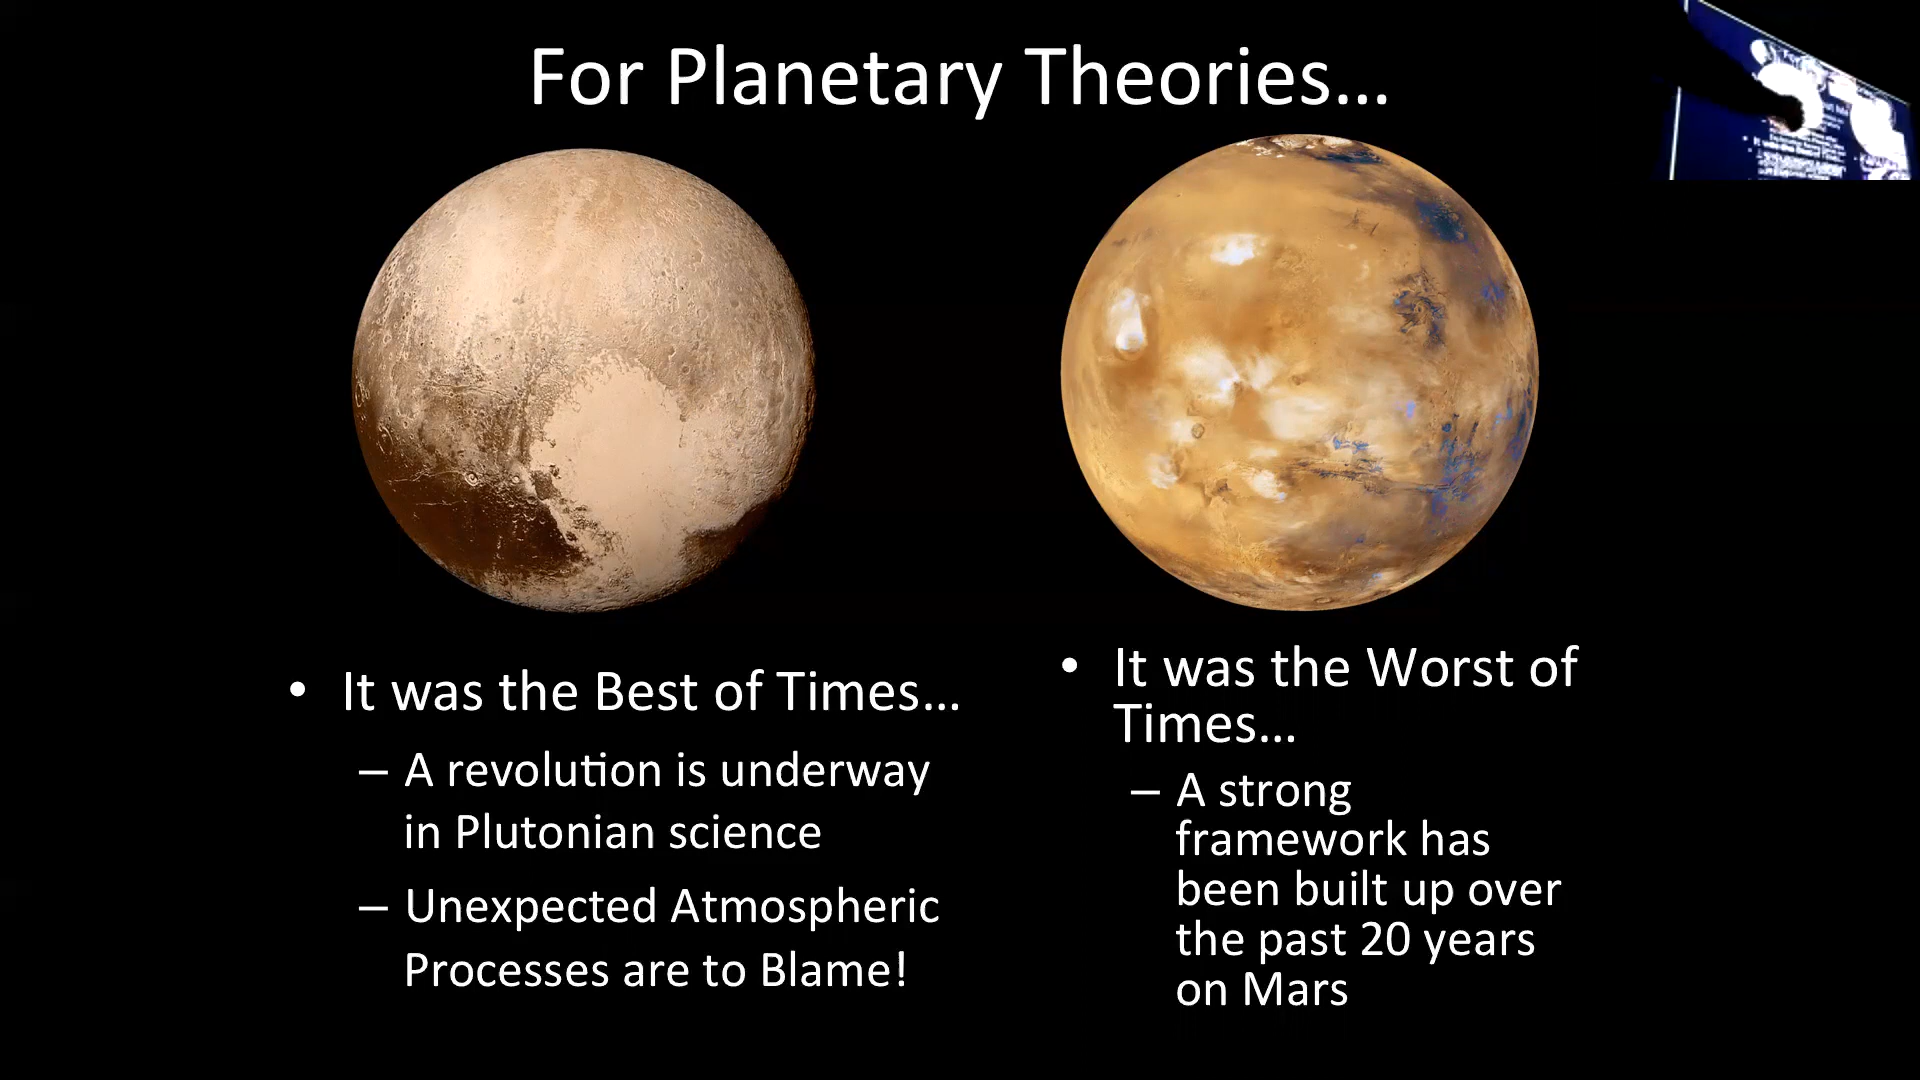 For Planetary Theories...
• It was the Best of Times...
– A revolution is underway
in Plutonian science
– Unexpected Atmospheric
Processes are to Blame!
• It was the Worst of
Times...
– A strong
framework has
been built up over
the past 20 years
on Mars